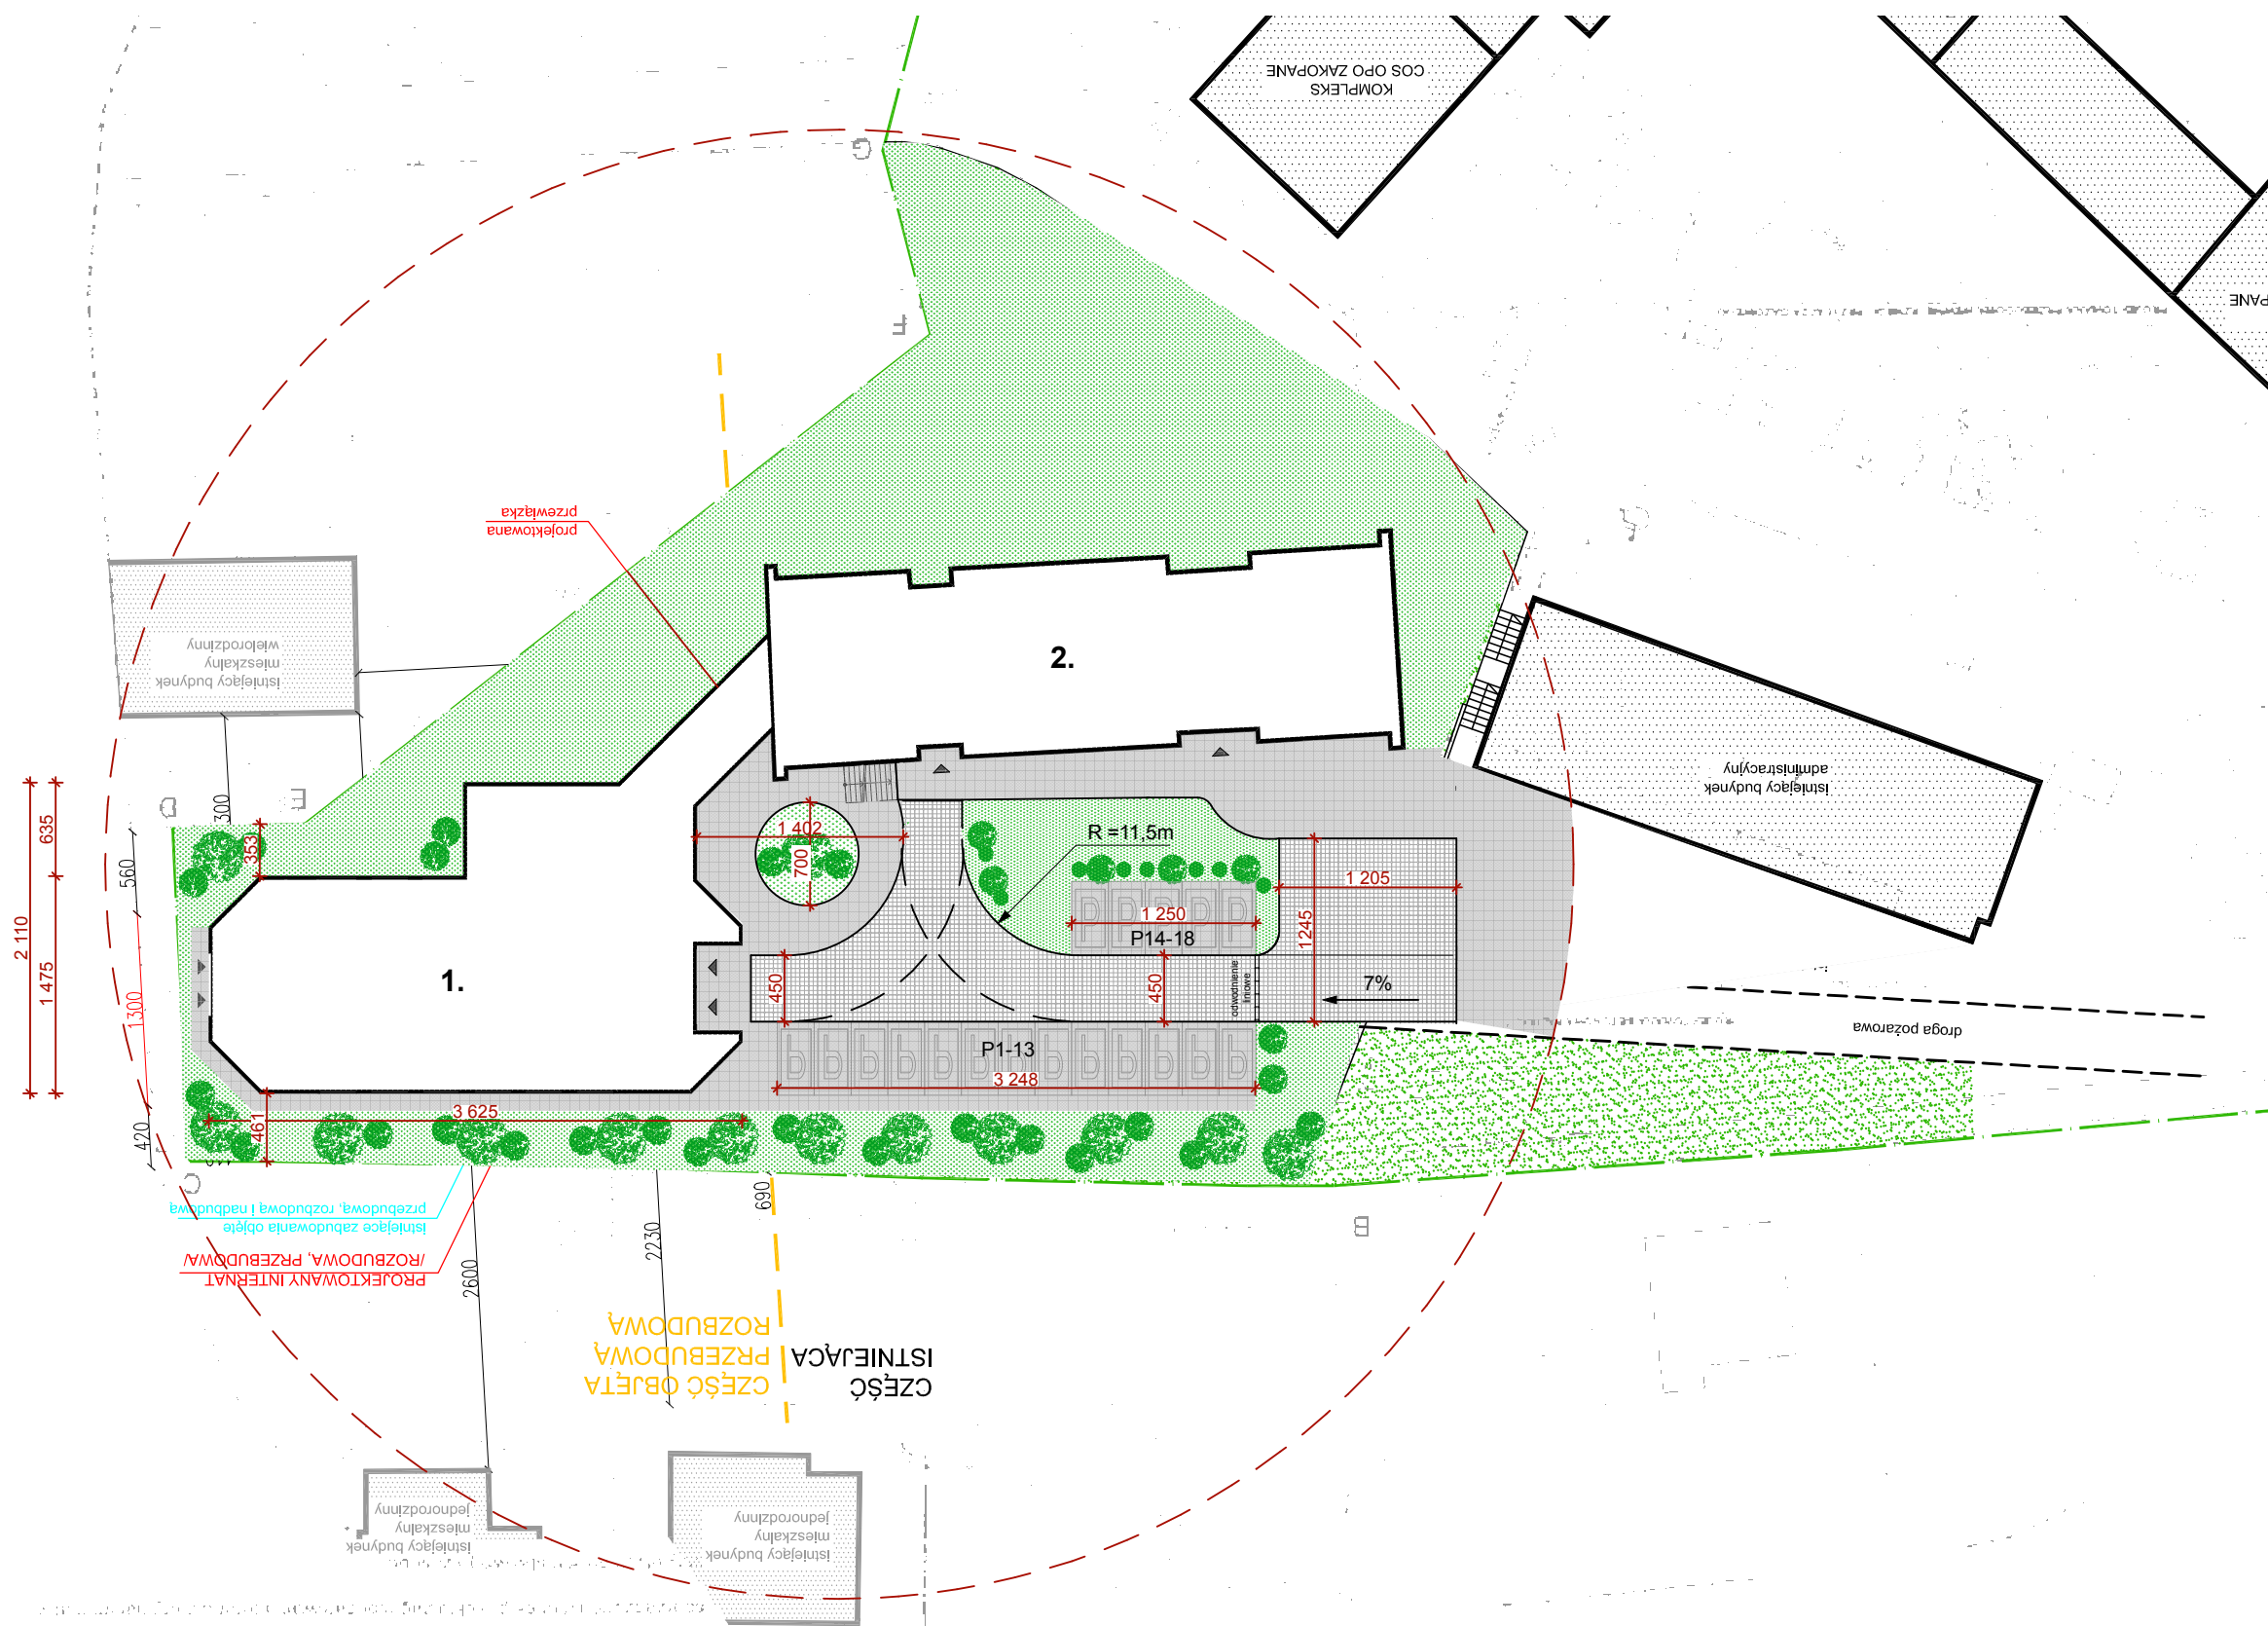 KOMPLEKS
COS OPO ZAKOPANE
G
F
projektowana
przewiązka
istniejący budynek
mieszkalny
wielorodzinny
2.
istniejący budynek
administracyjny
D
E
300
353
635
560
2 110
1 475
1300
420
461
1 402
700
R =11,5m
1 250
P14-18
1 205
1245
1.
450
450
odwodnienie
liniowe
7%
droga pożarowa
P1-13
3 248
3 625
C
B
690
2230
2600
istniejące zabudowania objęte
przebudową, rozbudową i nadbudową
PROJEKTOWANY INTERNAT
/ROZBUDOWA, PRZEBUDOWA/
CZĘŚĆ OBJĘTA
PRZEBUDOWĄ
ROZBUDOWĄ
CZĘŚĆ
ISTNIEJĄCA
istniejący budynek
mieszkalny
jednorodzinny
istniejący budynek
mieszkalny
jednorodzinny